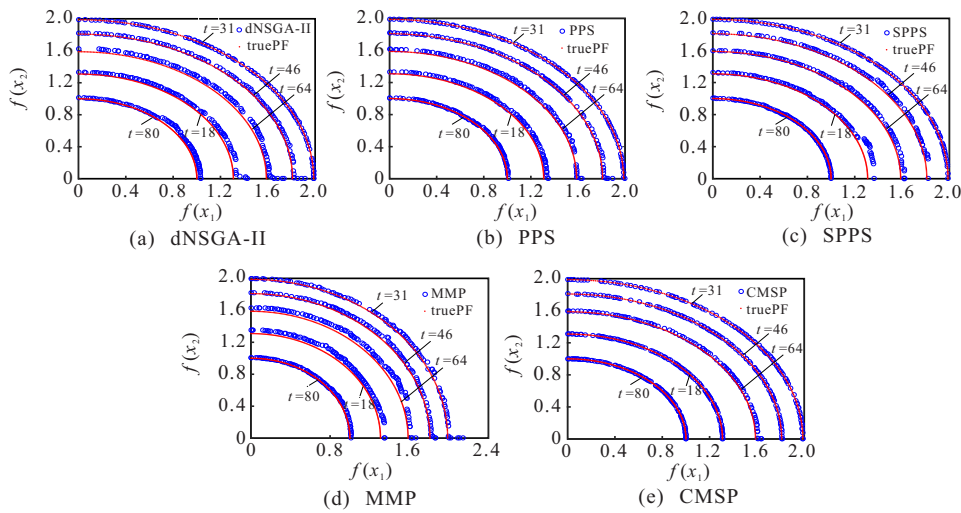 2.0
1.6
1.2
0.8
0.4
0
f(x₂)
t=31
dNSGA-II
truePF
t=46
t=64
t=80
t=18
0 0.4 0.8 1.2 1.6 2.0
f(x₁)
(a) dNSGA-II
2.0
1.6
1.2
0.8
0.4
0
f(x₂)
t=31
PPS
truePF
t=46
t=64
t=80
t=18
0 0.4 0.8 1.2 1.6 2.0
f(x₁)
(b) PPS
2.0
1.6
1.2
0.8
0.4
0
f(x₂)
t=31
SPPS
truePF
t=46
t=64
t=80
t=18
0 0.4 0.8 1.2 1.6 2.0
f(x₁)
(c) SPPS
2.0
1.6
1.2
0.8
0.4
0
f(x₂)
t=31
MMP
truePF
t=46
t=64
t=80
t=18
0 0.4 0.8 1.2 1.6 2.0 2.4
f(x₁)
(d) MMP
2.0
1.6
1.2
0.8
0.4
0
f(x₂)
t=31
CMSP
truePF
t=46
t=64
t=80
t=18
0 0.4 0.8 1.2 1.6 2.0
f(x₁)
(e) CMSP